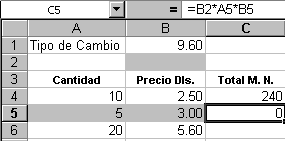 C5 = =B2*A5*B5
A B C
1 Tipo de Cambio 9.60
2
3 Cantidad Precio Dls. Total M. N.
4 10 2.50 240
5 5 3.00 0
6 20 5.60